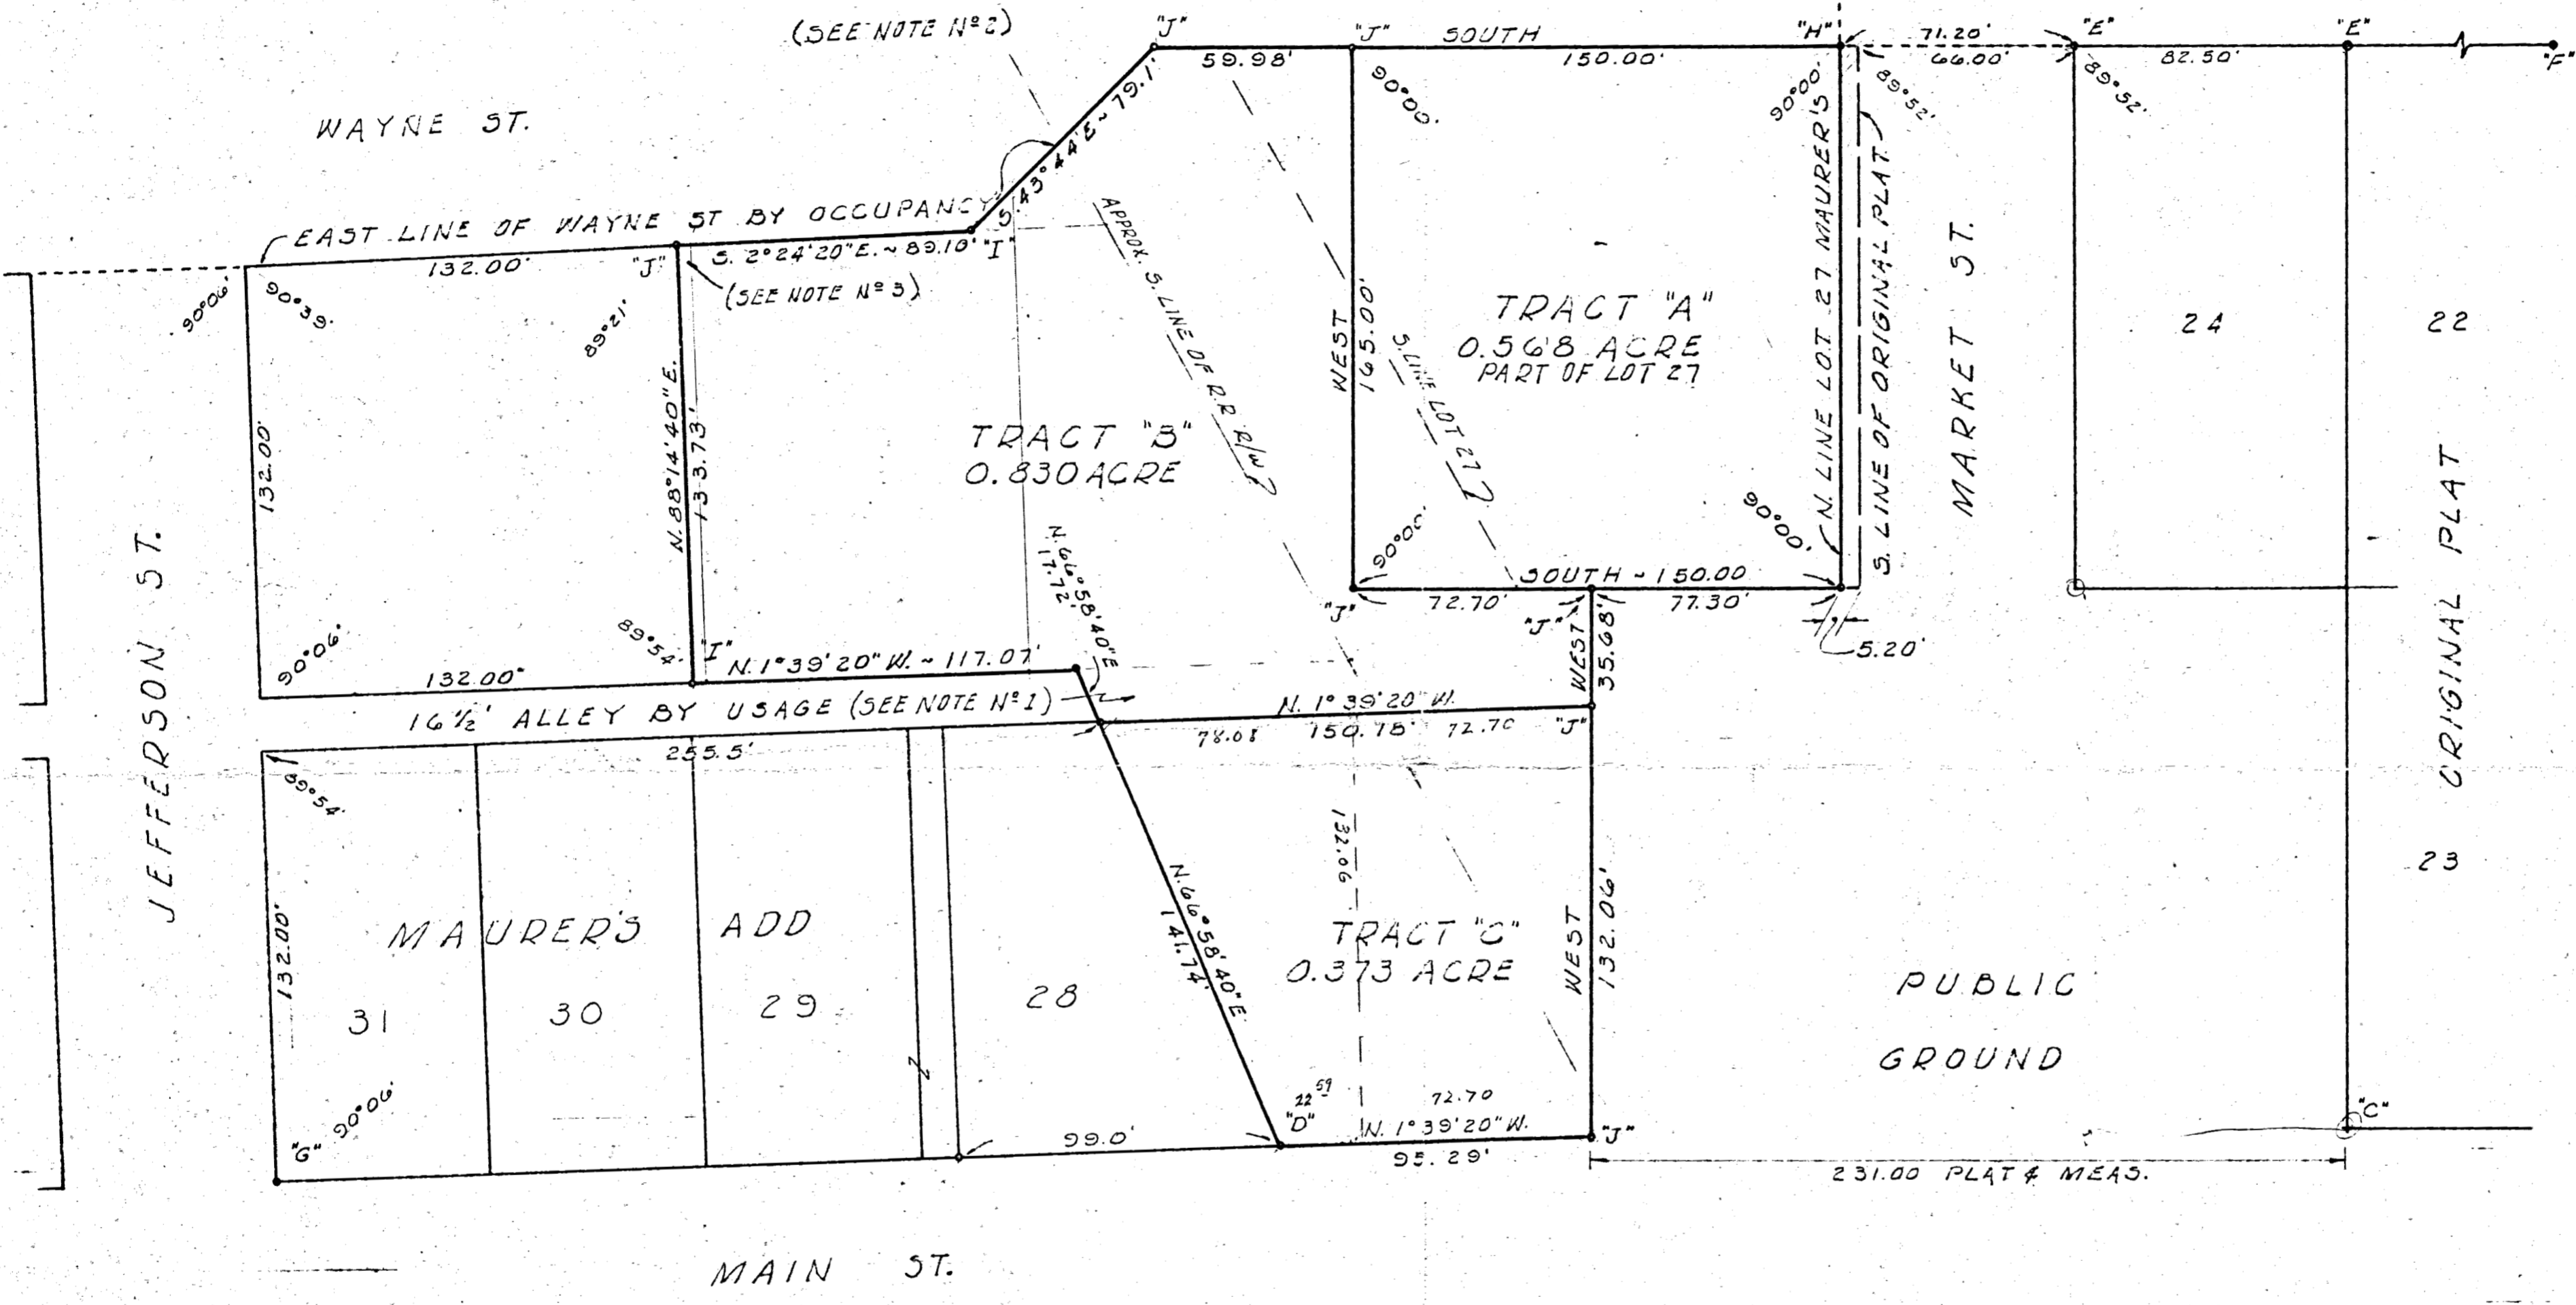 (SEE NOTE Nº 2)
"J"
"J"
SOUTH
"H"
71.20'
"E"
"E"
"F"
59.98'
150.00'
66.00'
82.50'
WAYNE ST.
S. 43°44'E ~ 79.1'
90°00'
90°00'
89°52'
89°52'
EAST LINE OF WAYNE ST BY OCCUPANCY
132.00'
"J"
S. 2°24'20"E. ~ 89.10'
"I"
(SEE NOTE Nº 3)
90°06'
90°39'
89°21'
APPROX. S. LINE OF R.R. R/W
WEST
165.00'
S. LINE LOT 27
TRACT "A"
0.568 ACRE
PART OF LOT 27
N. LINE LOT 27 MAURER'S
S. LINE OF ORIGINAL PLAT
MARKET ST.
24
22
132.00'
N. 88°14'40"E.
133.73'
TRACT "B"
0.830 ACRE
ORIGINAL PLAT
JEFFERSON ST.
N. 66°58'40"E
17.72'
90°00'
90°00'
SOUTH ~ 150.00
"J"
72.70'
"J"
77.30'
5.20'
WEST
35.68'
90°06'
89°54'
"I"
132.00'
N. 1°39'20" W. ~ 117.07'
16 ½' ALLEY BY USAGE (SEE NOTE Nº 1)
N. 1°39'20" W.
78.08
150.78'
72.70
"J"
255.5'
89°54'
132.06
23
132.00'
MAURER'S ADD
N. 66°58'40"E
141.74'
TRACT "C"
0.373 ACRE
WEST
132.06'
31
30
29
28
PUBLIC
GROUND
90°06'
"G"
22.59
"D"
72.70
N. 1°39'20" W.
"J"
"C"
99.0'
95.29'
231.00 PLAT & MEAS.
MAIN ST.